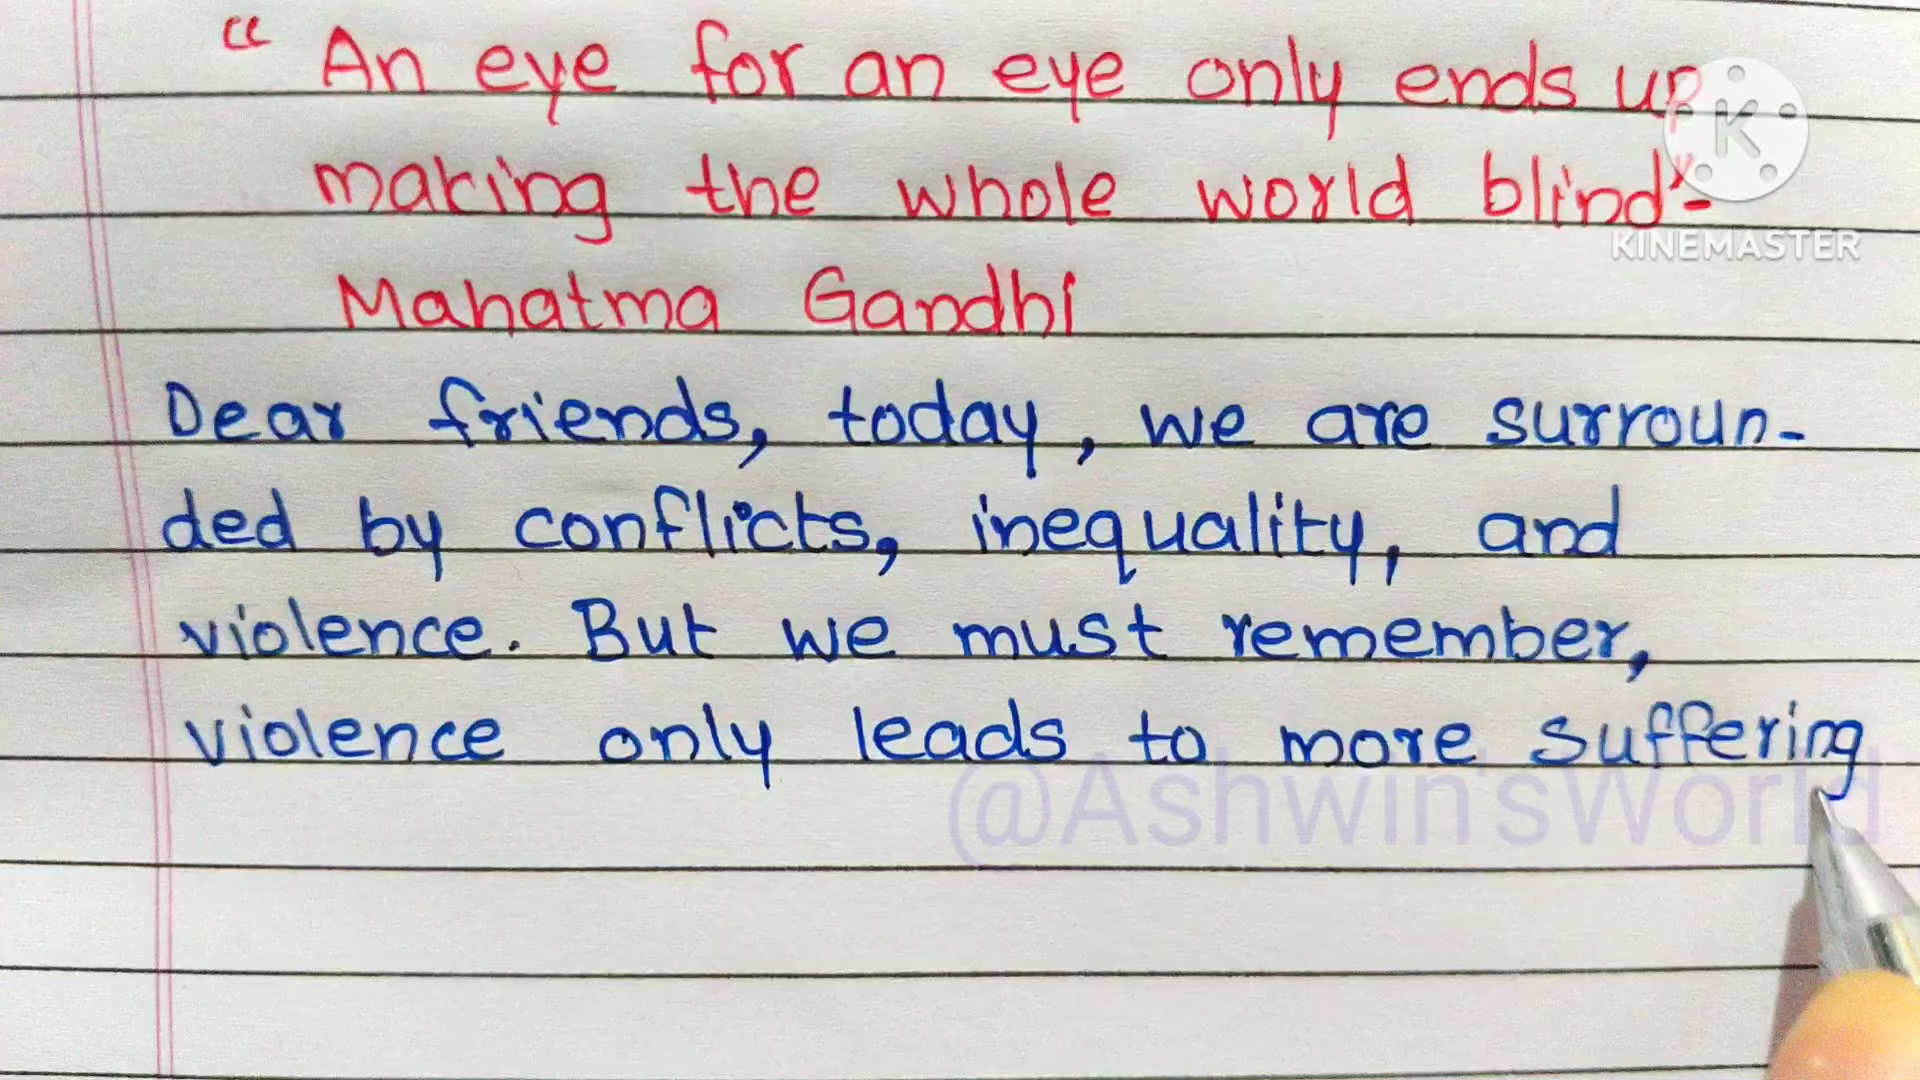 “ An eye for an eye only ends up
making the whole world blind"-
KINEMASTER
Mahatma Gandhi
Dear friends, today, we are surroun-
ded by conflicts, inequality, and
violence. But we must remember,
violence only leads to more suffering
@Ashwin'sWorld